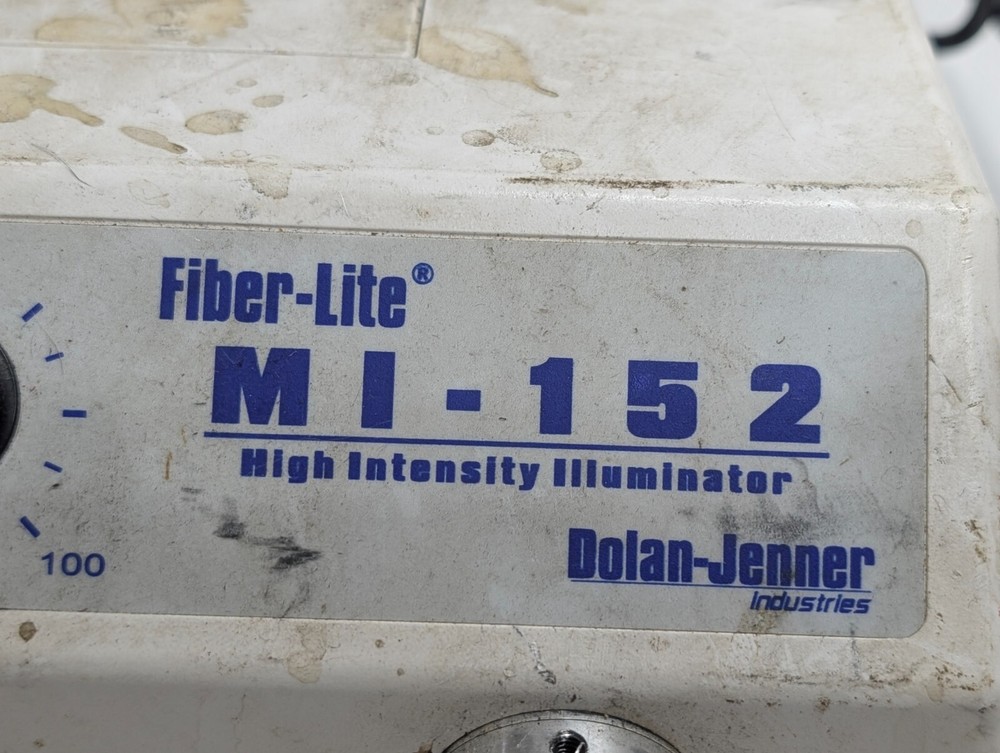 Fiber-Lite®
MI-152
High Intensity Illuminator
100
Dolan-Jenner
Industries